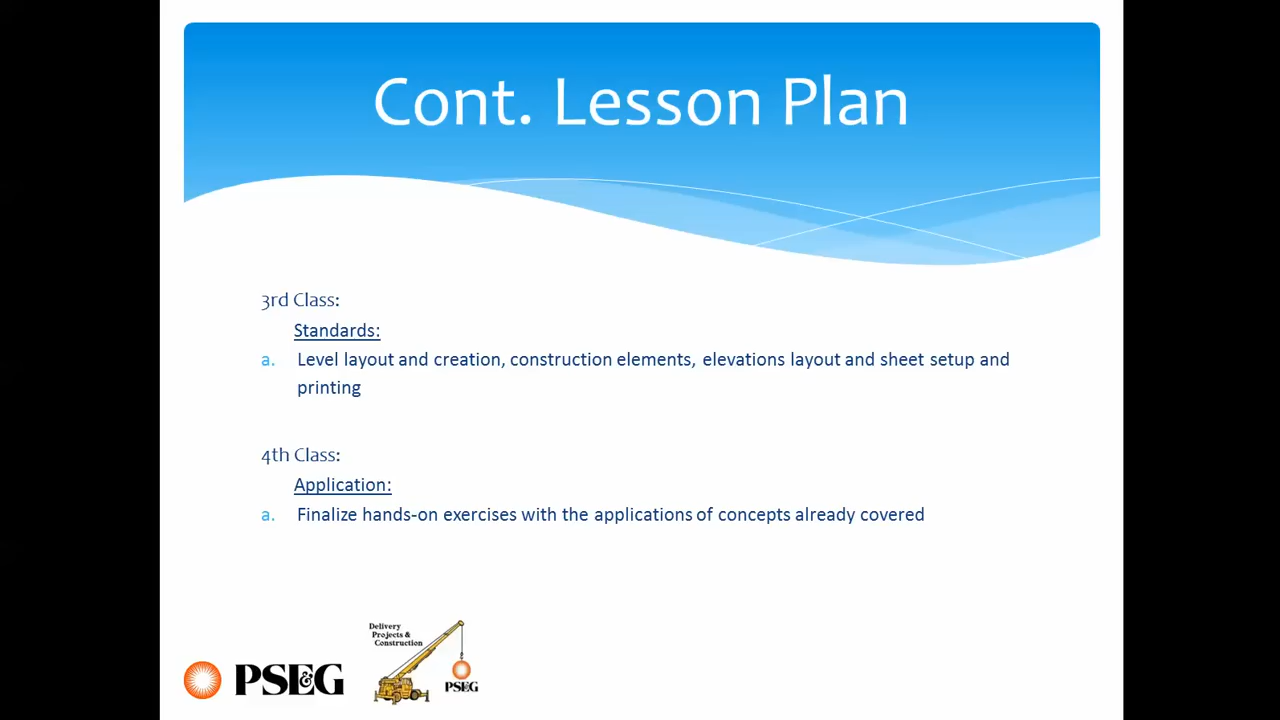 Cont. Lesson Plan
3rd Class:
Standards:
a. Level layout and creation, construction elements, elevations layout and sheet setup and
printing
4th Class:
Application:
a. Finalize hands-on exercises with the applications of concepts already covered
Delivery
Projects &
Construction
PSE&G
PSEG